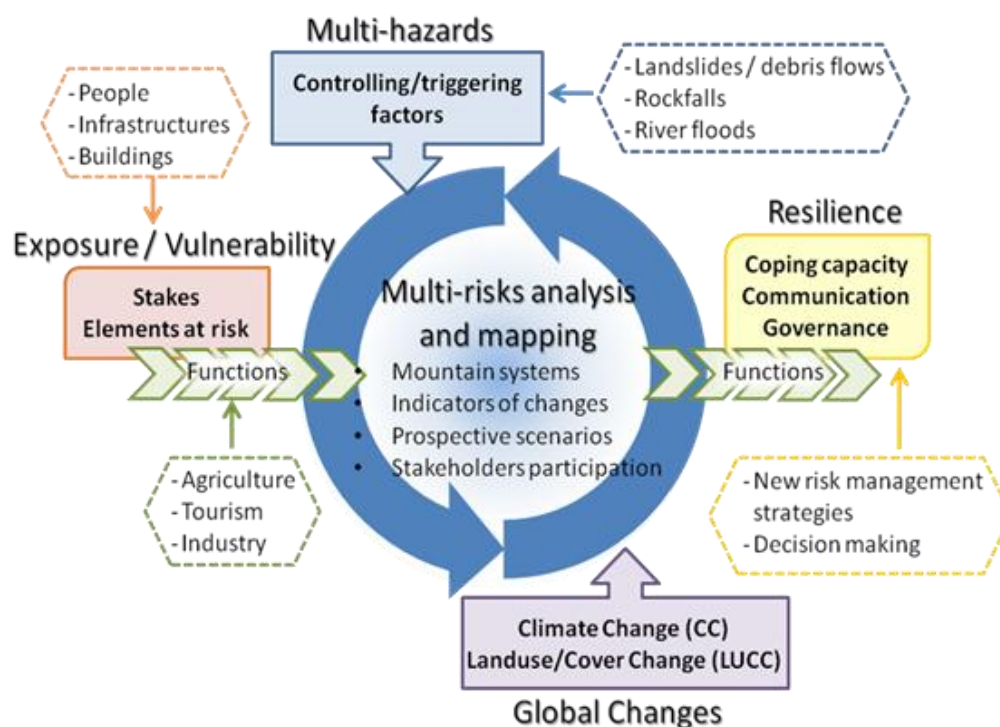 Multi-hazards
Controlling/triggering
factors
-Landslides / debris flows
-Rockfalls
-River floods
-People
-Infrastructures
-Buildings
Exposure / Vulnerability
Stakes
Elements at risk
Functions
-Agriculture
-Tourism
-Industry
Multi-risks analysis
and mapping
• Mountain systems
• Indicators of changes
• Prospective scenarios
• Stakeholders participation
Resilience
Coping capacity
Communication
Governance
Functions
-New risk management
strategies
-Decision making
Climate Change (CC)
Landuse/Cover Change (LUCC)
Global Changes